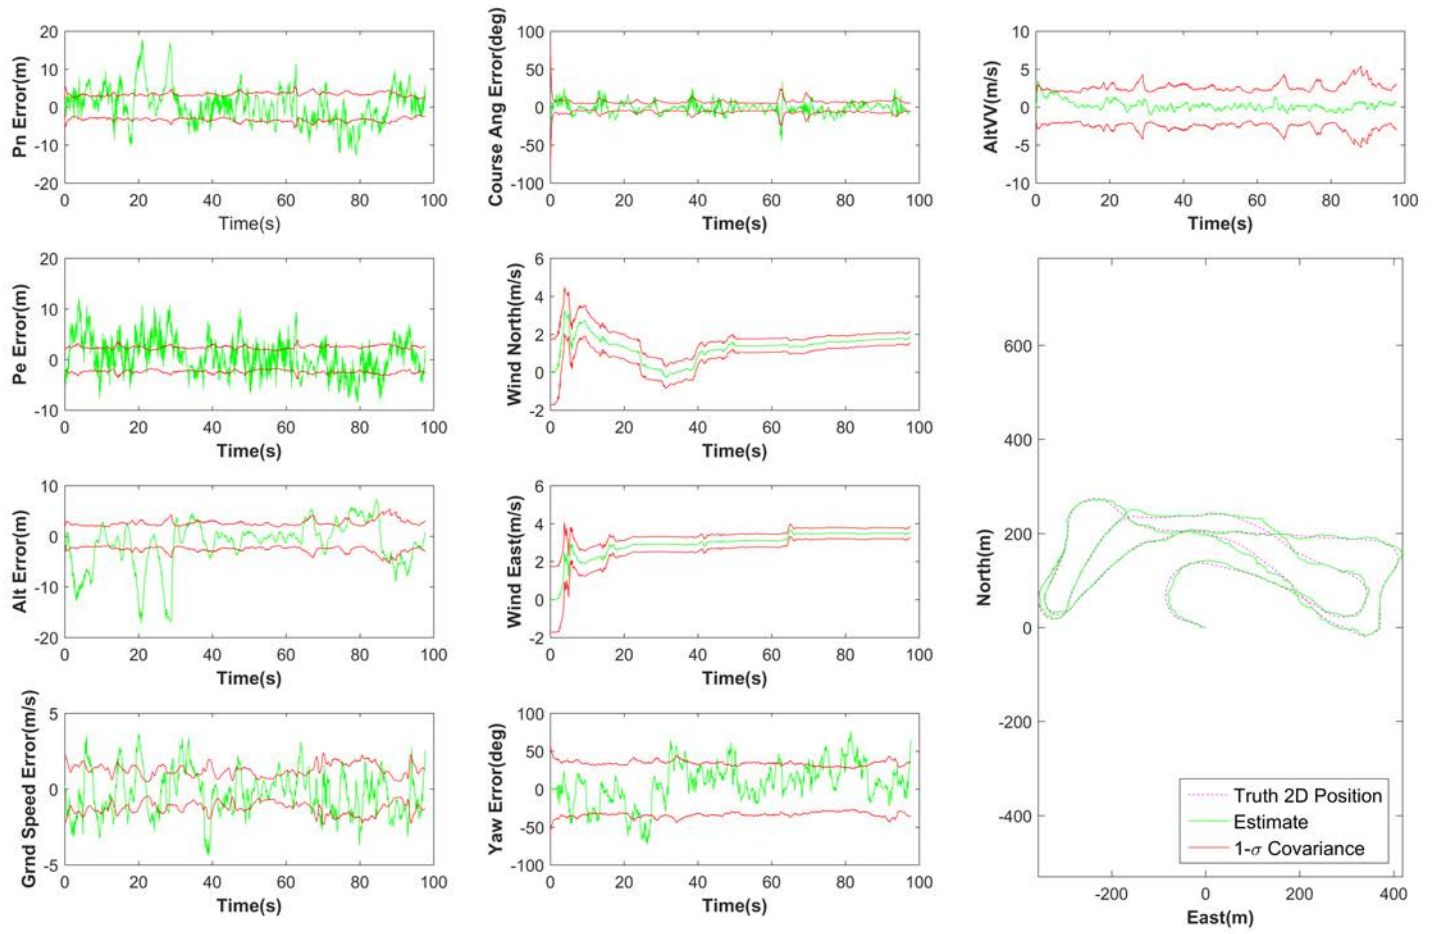 Pn Error(m)
20
10
0
-10
-20
0 20 40 60 80 100
Time(s)
Course Ang Error(deg)
100
50
0
-50
-100
0 20 40 60 80 100
Time(s)
AltVV(m/s)
10
5
0
-5
-10
0 20 40 60 80 100
Time(s)
Pe Error(m)
20
10
0
-10
0 20 40 60 80 100
Time(s)
Wind North(m/s)
6
4
2
0
-2
0 20 40 60 80 100
Time(s)
Alt Error(m)
10
0
-10
-20
0 20 40 60 80 100
Time(s)
Wind East(m/s)
6
4
2
0
-2
0 20 40 60 80 100
Time(s)
Grnd Speed Error(m/s)
5
0
-5
0 20 40 60 80 100
Time(s)
Yaw Error(deg)
100
50
0
-50
-100
0 20 40 60 80 100
Time(s)
North(m)
600
400
200
0
-200
-400
-200 0 200 400
East(m)
Truth 2D Position
Estimate
1-σ Covariance